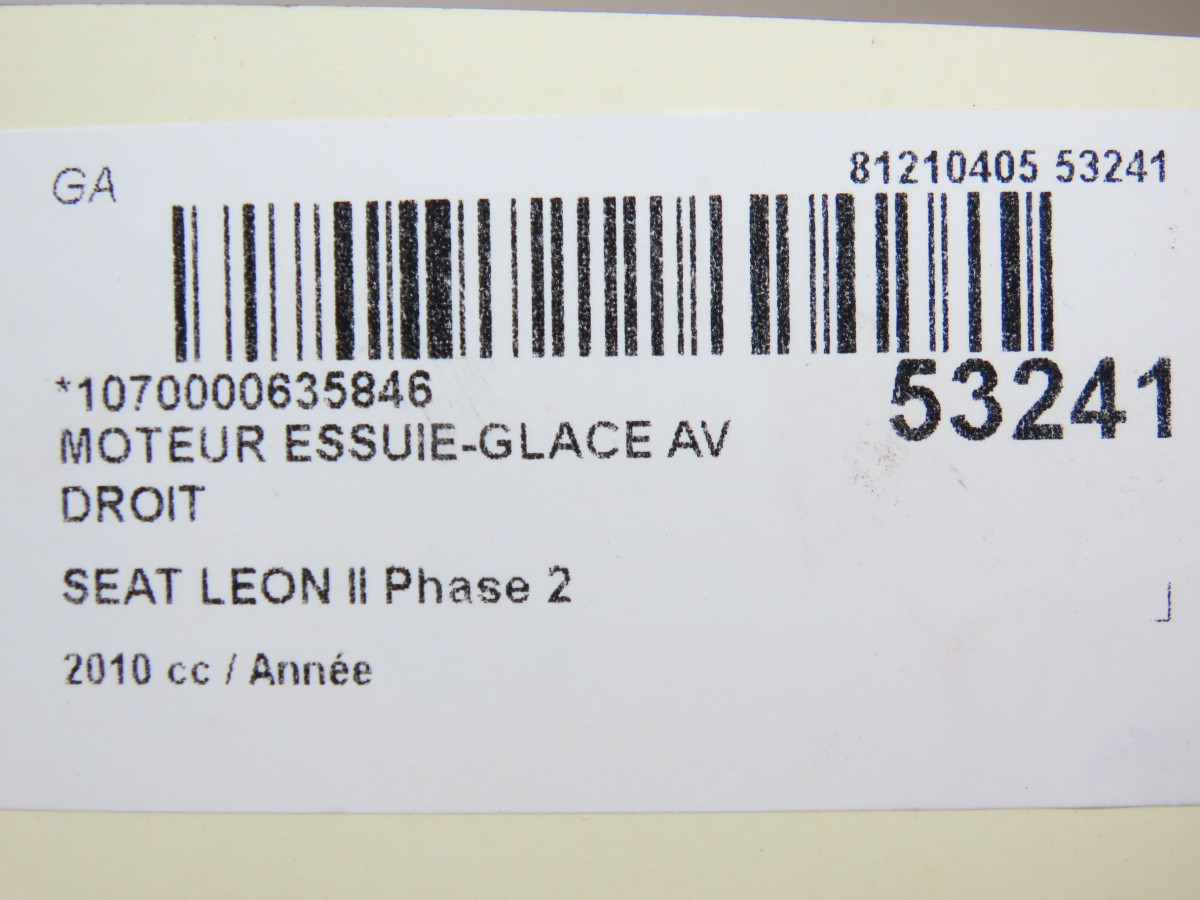 GA
81210405 53241
*1070000635846
53241
MOTEUR ESSUIE-GLACE AV
DROIT
SEAT LEON II Phase 2
2010 cc / Année